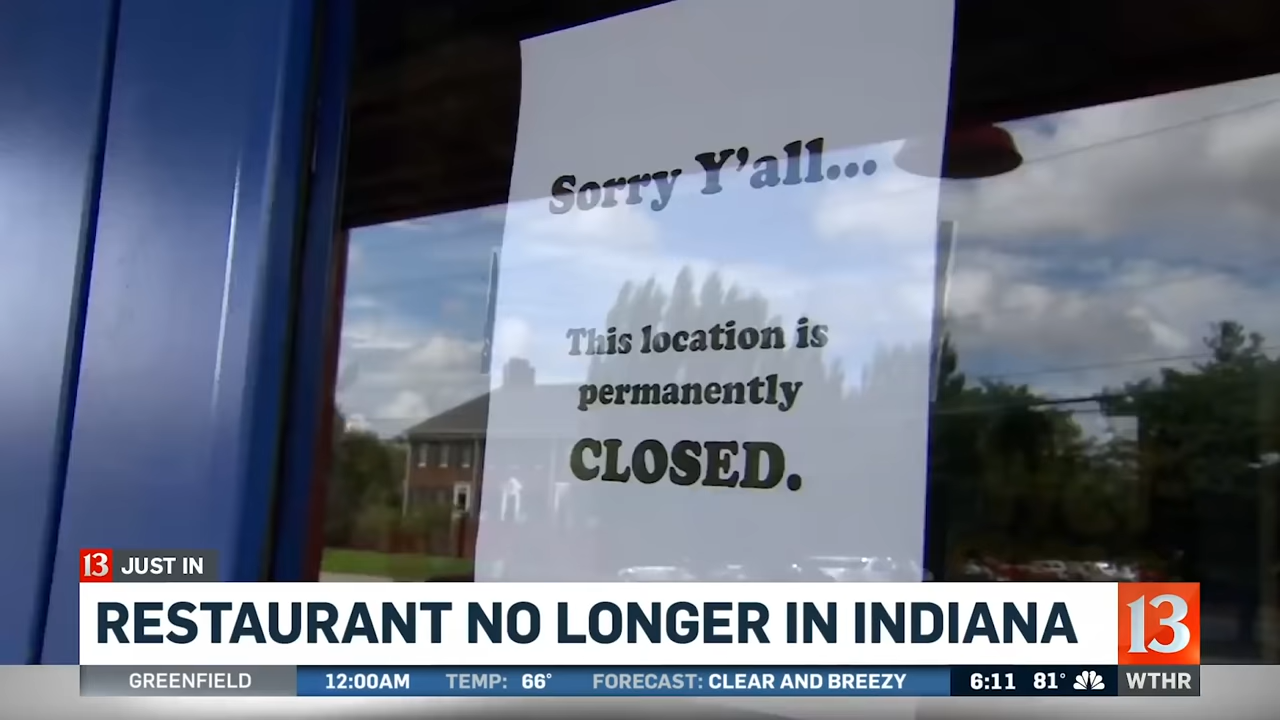 Sorry Y'all...
This location is
permanently
CLOSED.
13 JUST IN
RESTAURANT NO LONGER IN INDIANA 13
GREENFIELD 12:00AM TEMP: 66° FORECAST: CLEAR AND BREEZY 6:11 81° WTHR